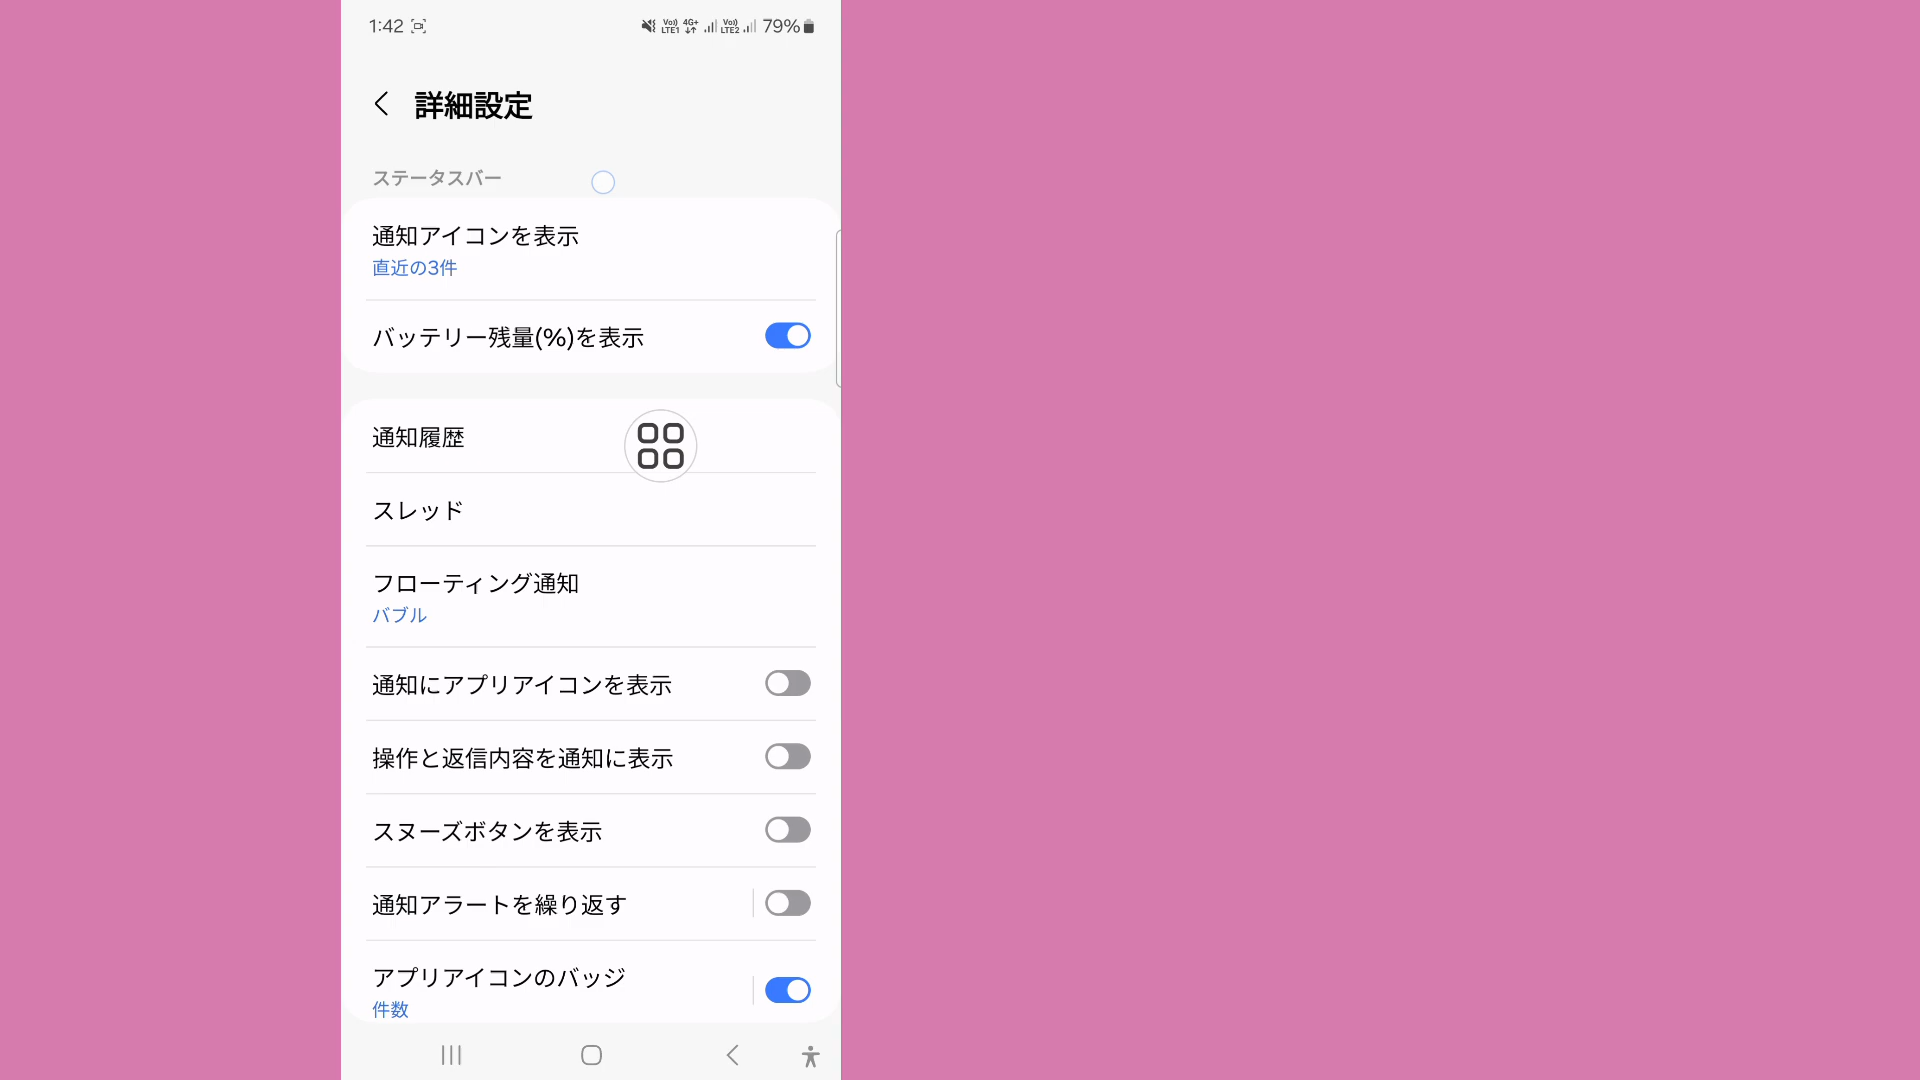 1:42
Vo)) LTE1 4G+ Vo)) LTE2 79%
詳細設定
ステータスバー
通知アイコンを表示
直近の3件
バッテリー残量(%)を表示
通知履歴
スレッド
フローティング通知
バブル
通知にアプリアイコンを表示
操作と返信内容を通知に表示
スヌーズボタンを表示
通知アラートを繰り返す
アプリアイコンのバッジ
件数